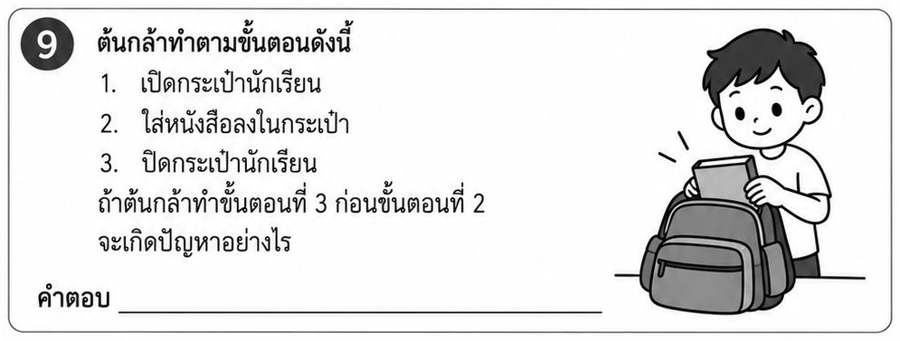 9 ต้นกล้าทำตามขั้นตอนดังนี้
1. เปิดกระเป๋านักเรียน
2. ใส่หนังสือลงในกระเป๋า
3. ปิดกระเป๋านักเรียน
ถ้าต้นกล้าทำขั้นตอนที่ 3 ก่อนขั้นตอนที่ 2
จะเกิดปัญหาอย่างไร
คำตอบ